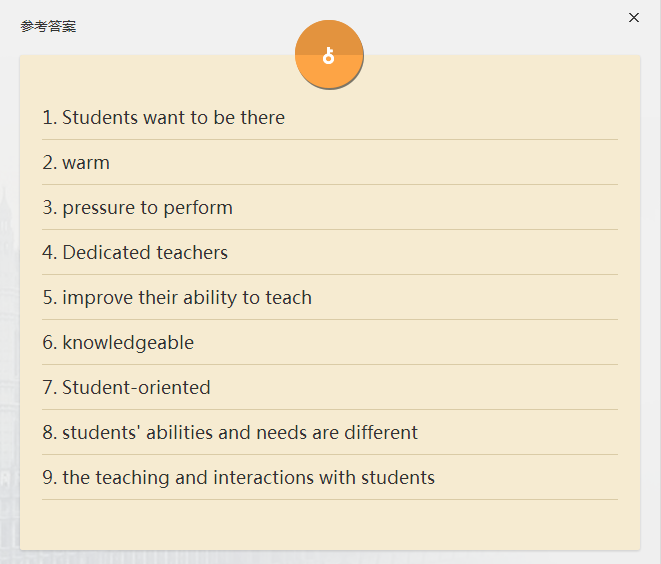 参考答案
1. Students want to be there
2. warm
3. pressure to perform
4. Dedicated teachers
5. improve their ability to teach
6. knowledgeable
7. Student-oriented
8. students' abilities and needs are different
9. the teaching and interactions with students